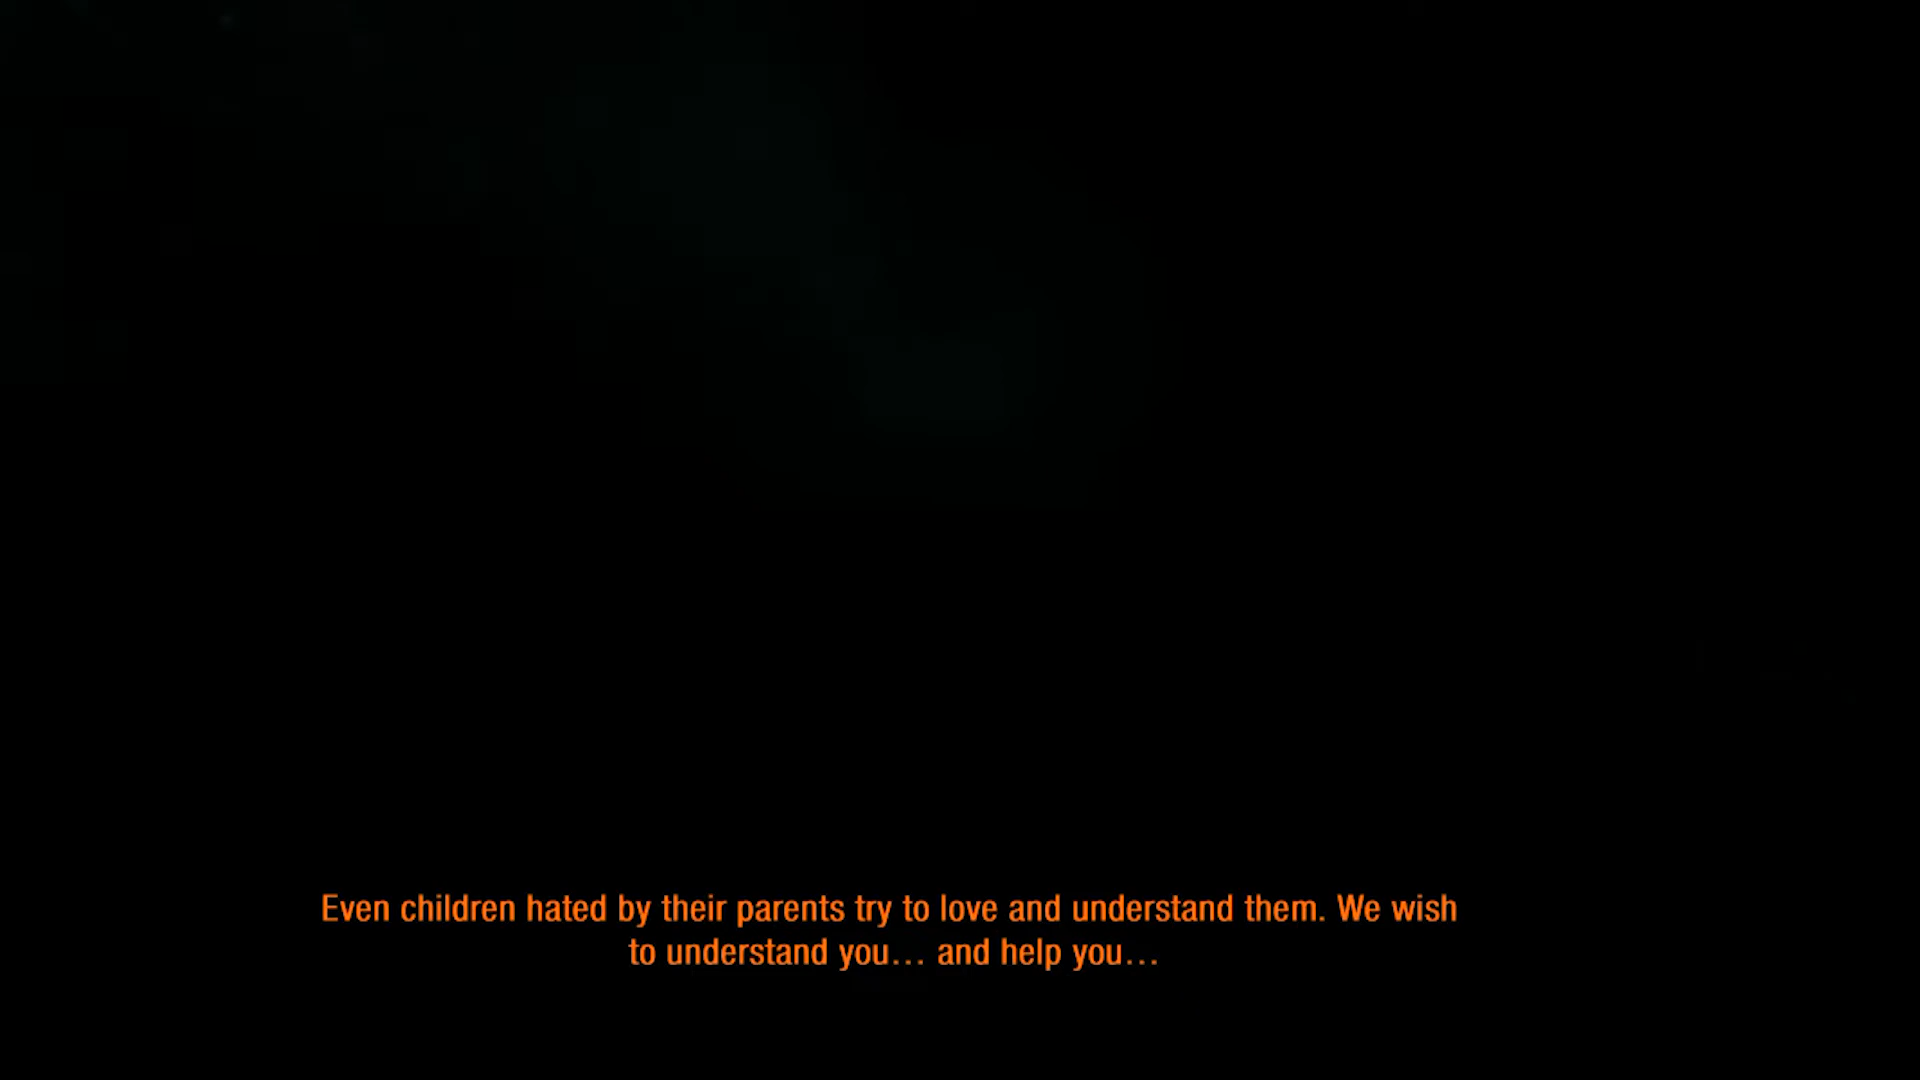 Even children hated by their parents try to love and understand them. We wish
to understand you... and help you...